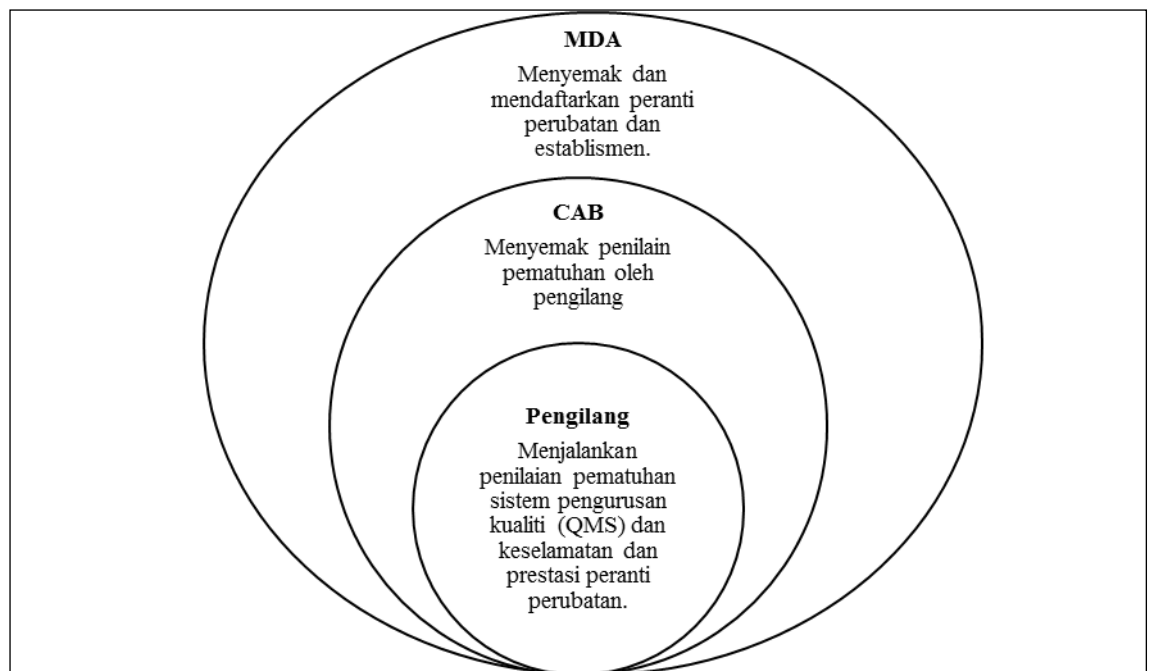 MDA
Menyemak dan
mendaftarkan peranti
perubatan dan
establismen.
CAB
Menyemak penilain
pematuhan oleh
pengilang
Pengilang
Menjalankan
penilaian pematuhan
sistem pengurusan
kualiti (QMS) dan
keselamatan dan
prestasi peranti
perubatan.